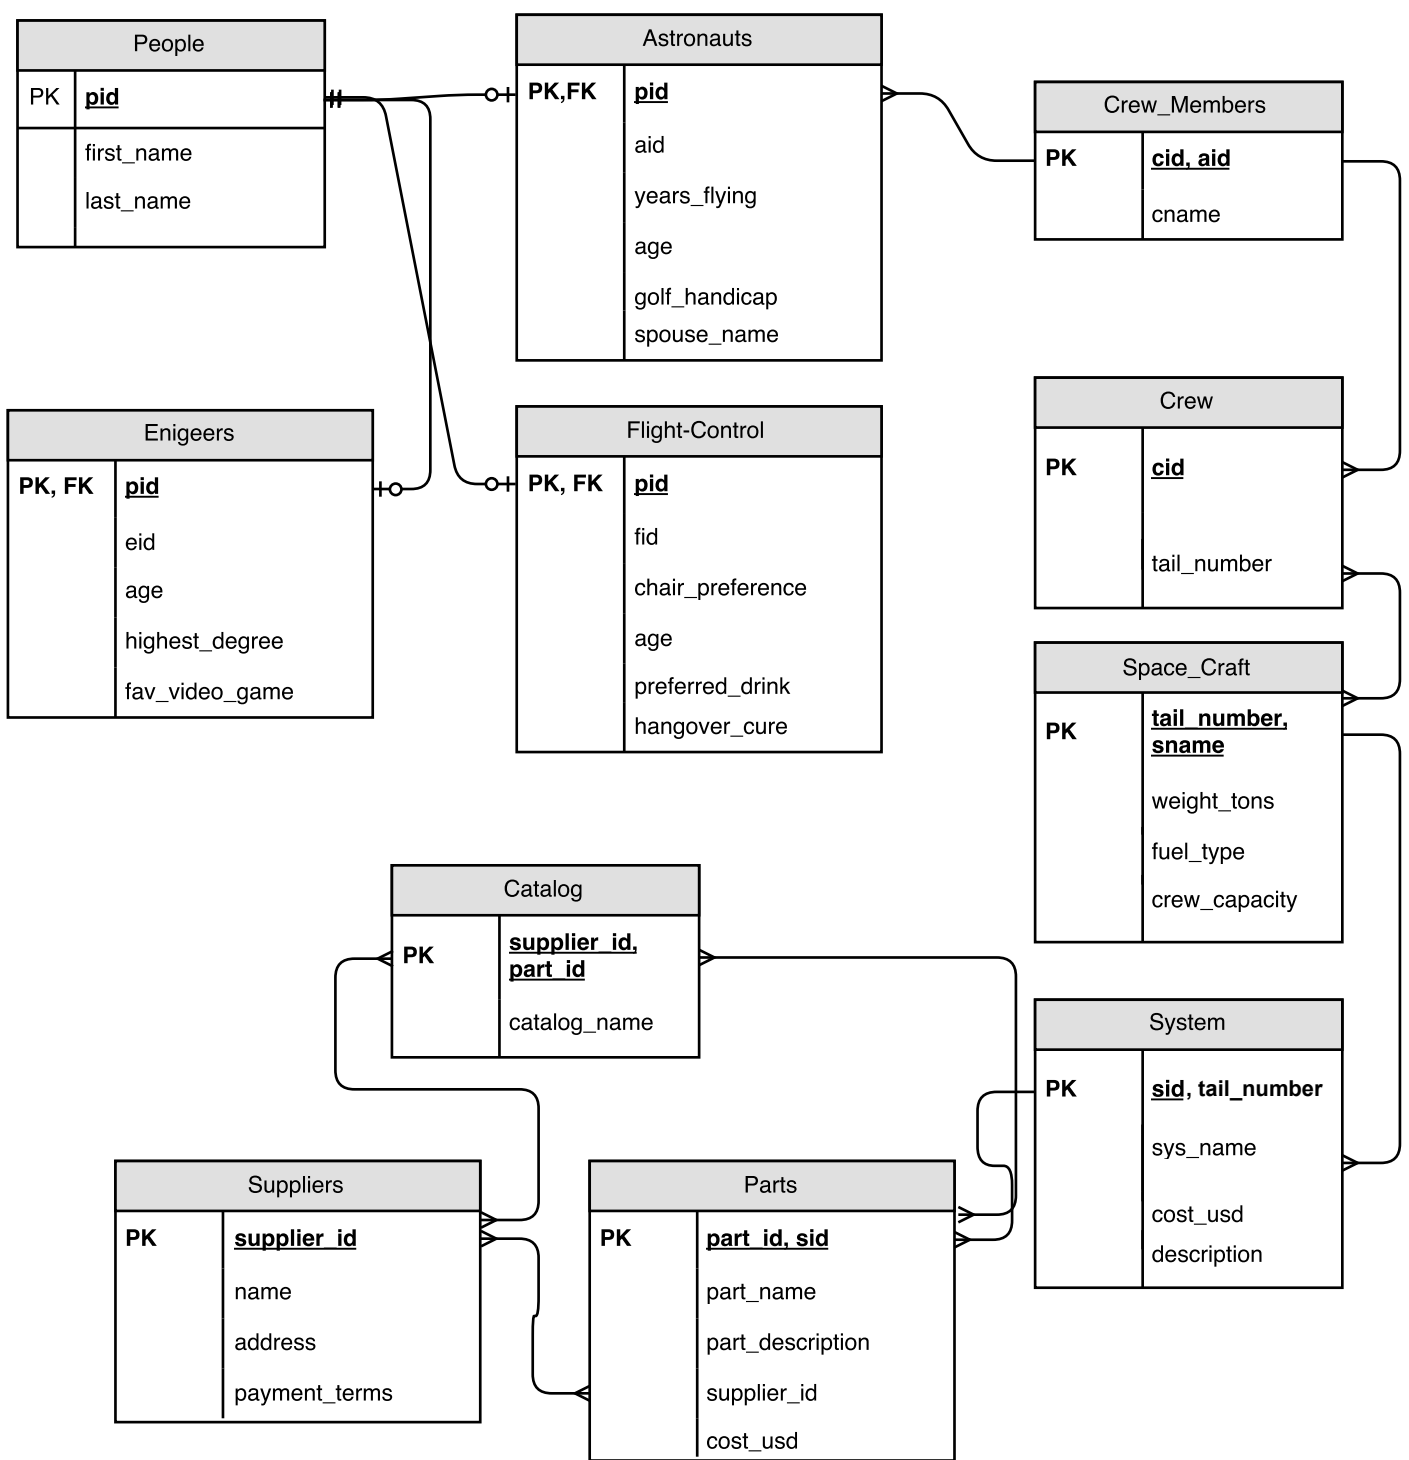 People
PK pid
first_name
last_name
Astronauts
PK,FK pid
aid
years_flying
age
golf_handicap
spouse_name
Crew_Members
PK cid, aid
cname
Enigeers
PK, FK pid
eid
age
highest_degree
fav_video_game
Flight-Control
PK, FK pid
fid
chair_preference
age
preferred_drink
hangover_cure
Crew
PK cid
tail_number
Space_Craft
PK tail_number,
sname
weight_tons
fuel_type
crew_capacity
Catalog
PK supplier_id,
part_id
catalog_name
System
PK sid, tail_number
sys_name
cost_usd
description
Suppliers
PK supplier_id
name
address
payment_terms
Parts
PK part_id, sid
part_name
part_description
supplier_id
cost_usd